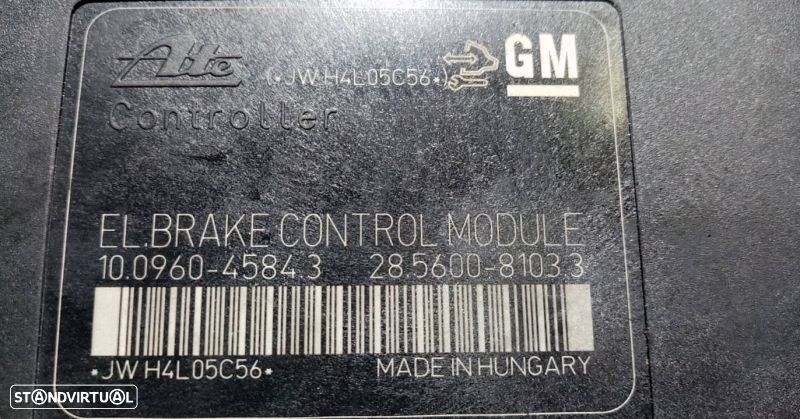 Ate
(*JW H4L05C56*)
GM
Controller
EL.BRAKE CONTROL MODULE
10.0960-4584.3 28.5600-8103.3
*JW H4L05C56*
MADE IN HUNGARY
STANDVIRTUAL